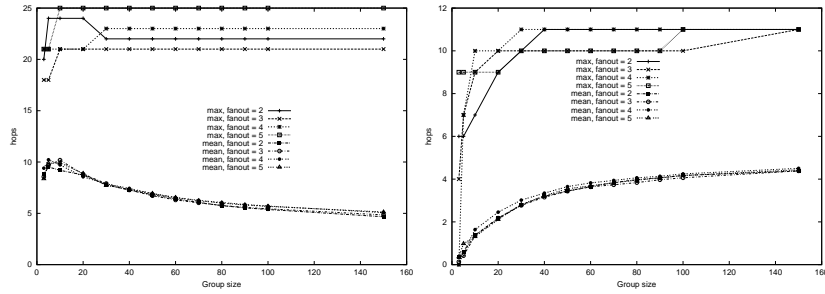 25
20
15
10
5
0
hops
max, fanout = 2
max, fanout = 3
max, fanout = 4
max, fanout = 5
mean, fanout = 2
mean, fanout = 3
mean, fanout = 4
mean, fanout = 5
0 20 40 60 80 100 120 140 160
Group size
12
10
8
6
4
2
0
hops
max, fanout = 2
max, fanout = 3
max, fanout = 4
max, fanout = 5
mean, fanout = 2
mean, fanout = 3
mean, fanout = 4
mean, fanout = 5
0 20 40 60 80 100 120 140 160
Group size